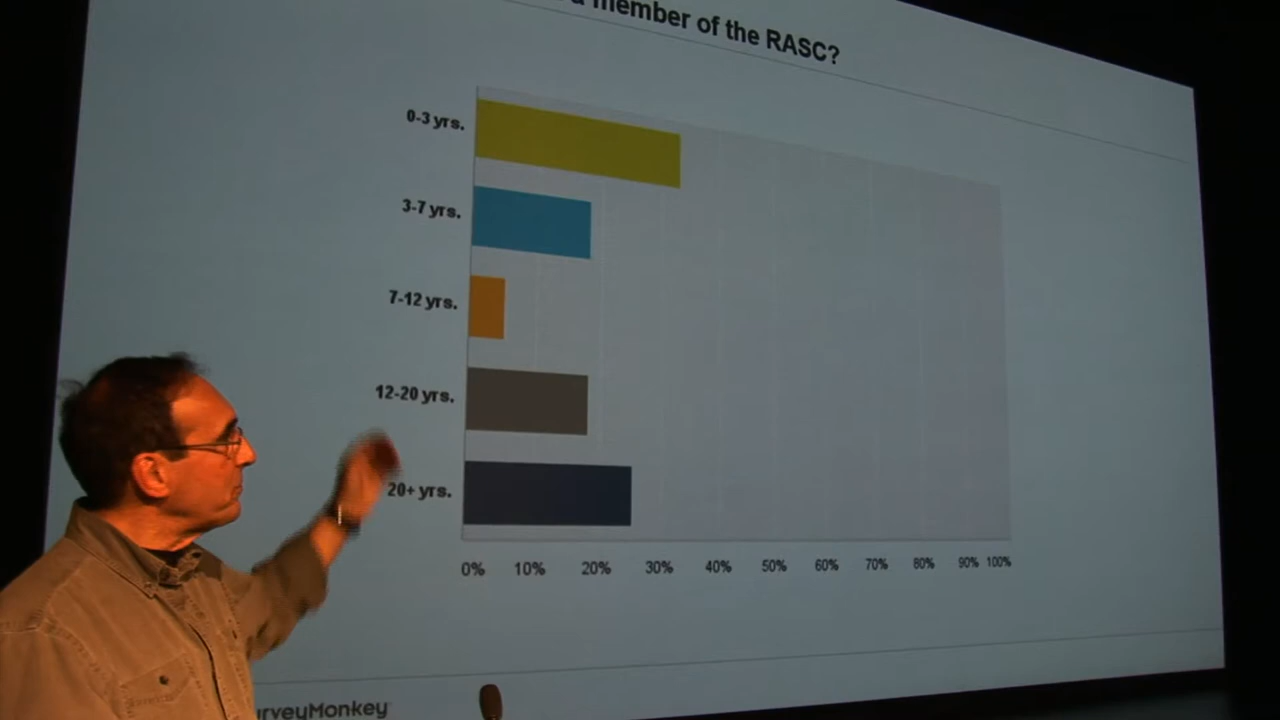 member of the RASC?
0-3 yrs.
3-7 yrs.
7-12 yrs.
12-20 yrs.
20+ yrs.
0% 10% 20% 30% 40% 50% 60% 70% 80% 90% 100%
urveyMonkey